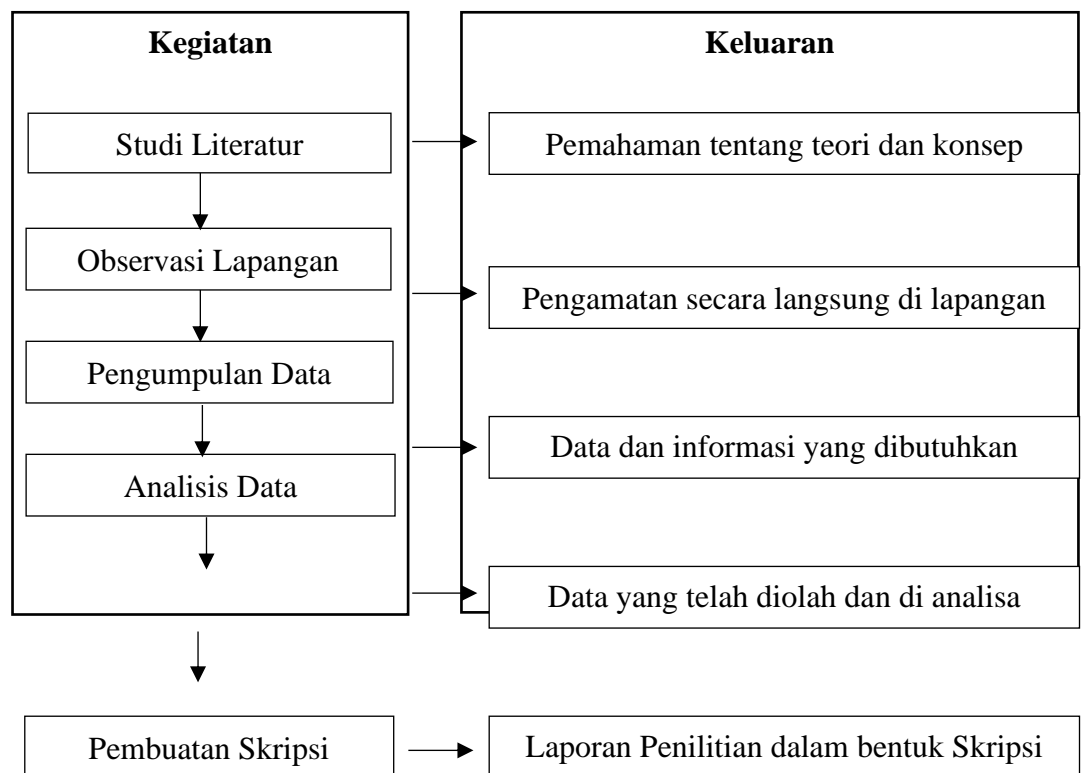 Kegiatan
Keluaran
Studi Literatur
Pemahaman tentang teori dan konsep
Observasi Lapangan
Pengamatan secara langsung di lapangan
Pengumpulan Data
Data dan informasi yang dibutuhkan
Analisis Data
Data yang telah diolah dan di analisa
Pembuatan Skripsi
Laporan Penilitian dalam bentuk Skripsi